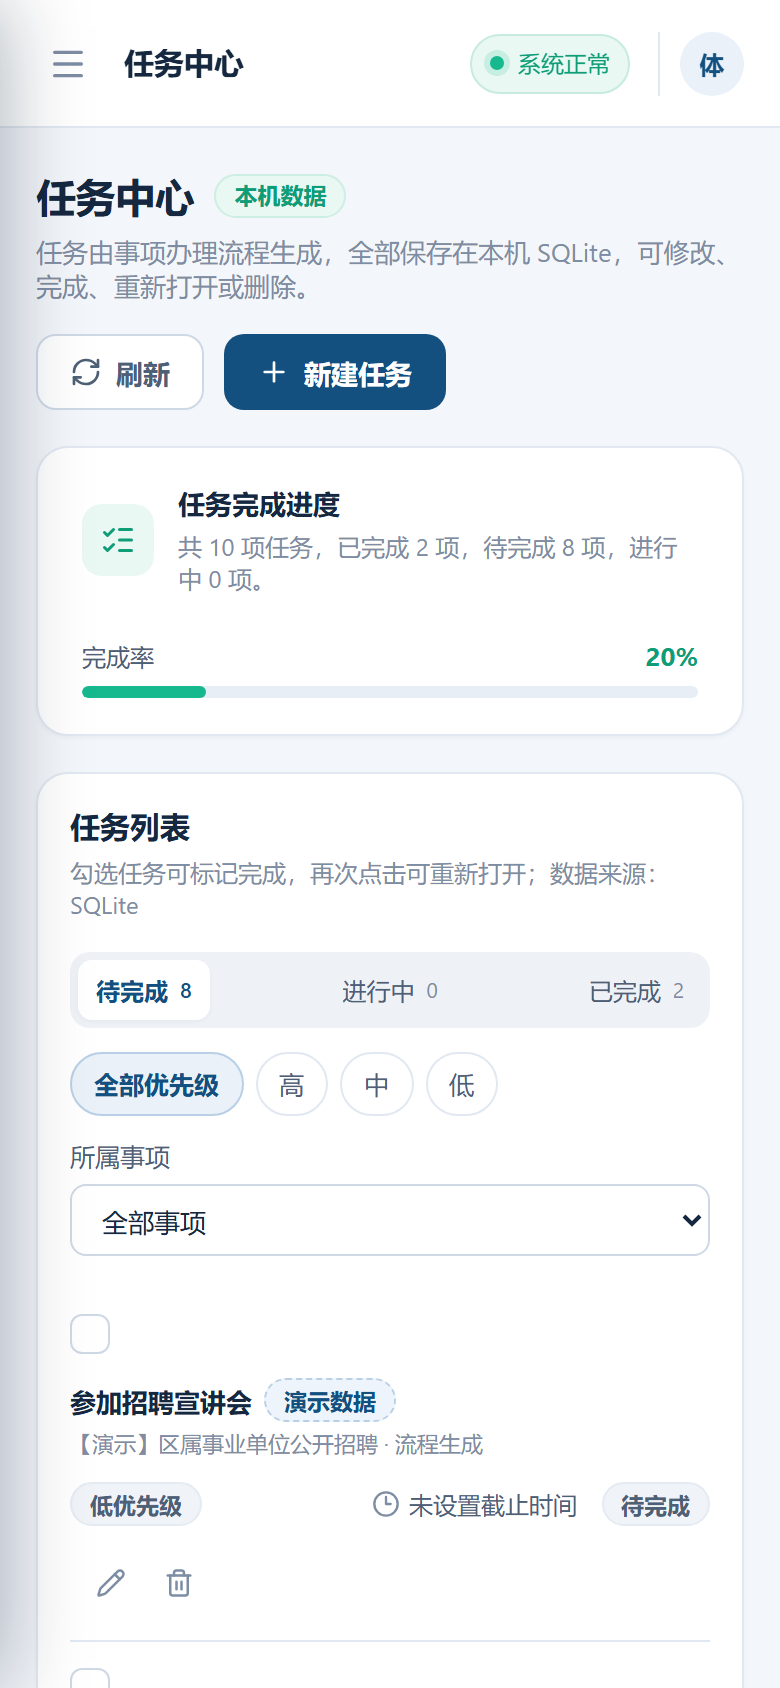 任务中心
系统正常
体
任务中心
本机数据
任务由事项办理流程生成，全部保存在本机 SQLite，可修改、
完成、重新打开或删除。
刷新
新建任务
任务完成进度
共 10 项任务，已完成 2 项，待完成 8 项，进行
中 0 项。
完成率
20%
任务列表
勾选任务可标记完成，再次点击可重新打开；数据来源：
SQLite
待完成 8
进行中 0
已完成 2
全部优先级
高
中
低
所属事项
全部事项
参加招聘宣讲会
演示数据
【演示】区属事业单位公开招聘 · 流程生成
低优先级
未设置截止时间
待完成